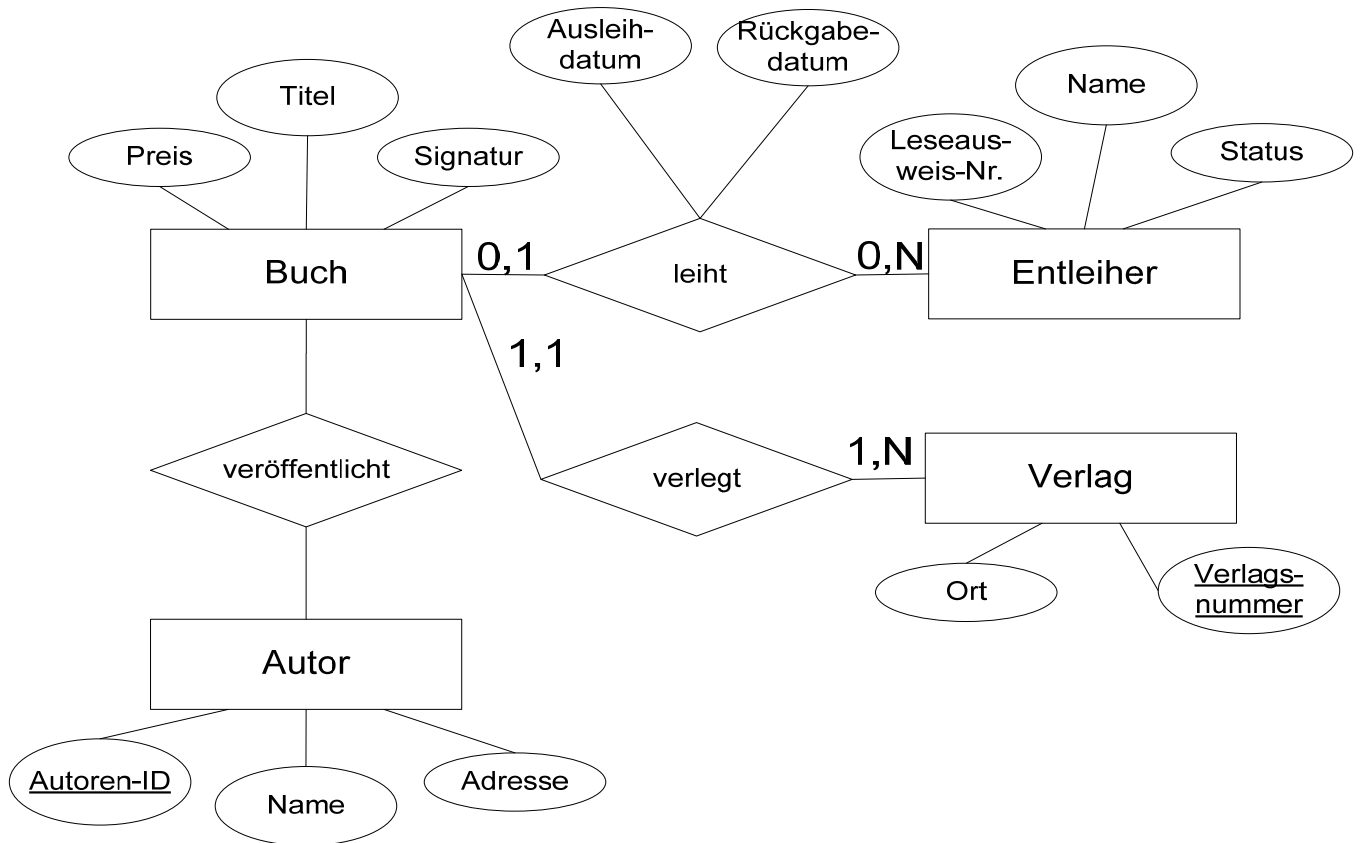 Ausleih-
datum
Rückgabe-
datum
Titel
Name
Preis
Signatur
Leseaus-
weis-Nr.
Status
Buch
0,1
leiht
0,N
Entleiher
1,1
veröffentlicht
verlegt
1,N
Verlag
Ort
Verlags-
nummer
Autor
Autoren-ID
Name
Adresse